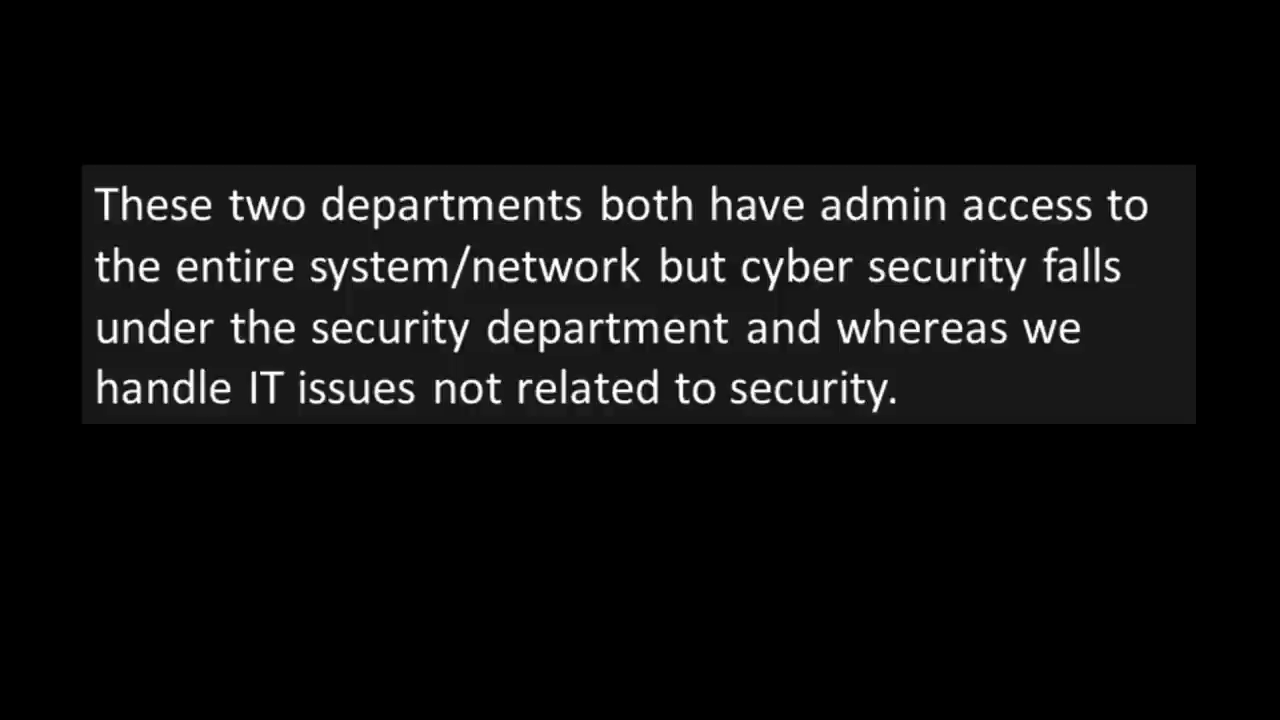 These two departments both have admin access to
the entire system/network but cyber security falls
under the security department and whereas we
handle IT issues not related to security.